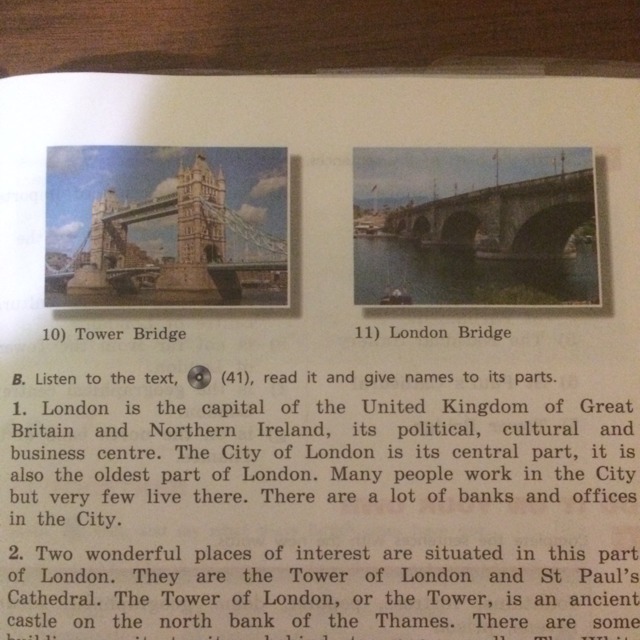 10) Tower Bridge
11) London Bridge
B. Listen to the text, (41), read it and give names to its parts.
1. London is the capital of the United Kingdom of Great
Britain and Northern Ireland, its political, cultural and
business centre. The City of London is its central part, it is
also the oldest part of London. Many people work in the City
but very few live there. There are a lot of banks and offices
in the City.
2. Two wonderful places of interest are situated in this part
of London. They are the Tower of London and St Paul's
Cathedral. The Tower of London, or the Tower, is an ancient
castle on the north bank of the Thames. There are some